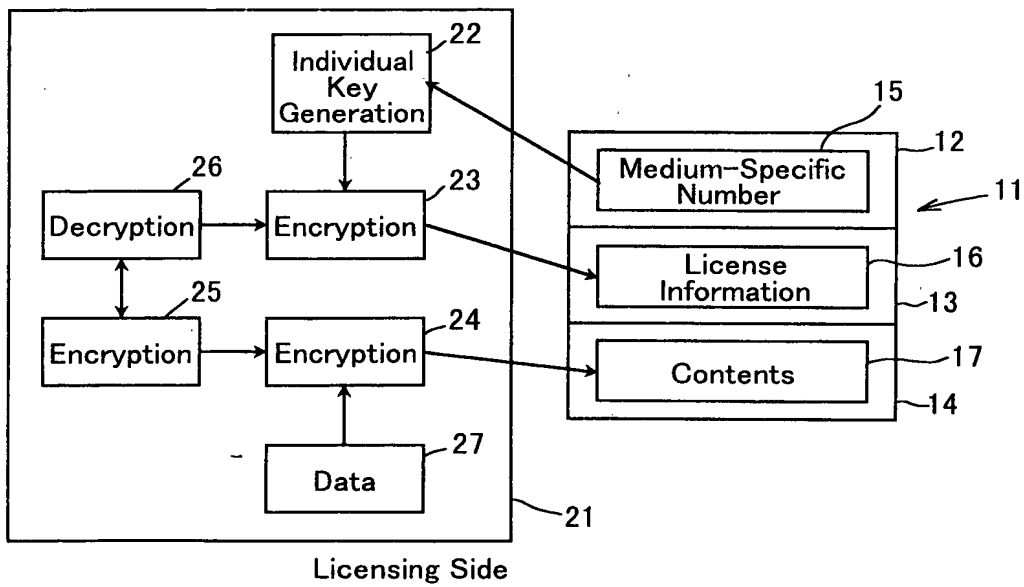 22
Individual
Key
Generation
15
12
Medium-Specific
Number
11
26
23
Decryption
Encryption
16
License
Information
13
25
24
Encryption
Encryption
17
Contents
14
27
Data
21
Licensing Side